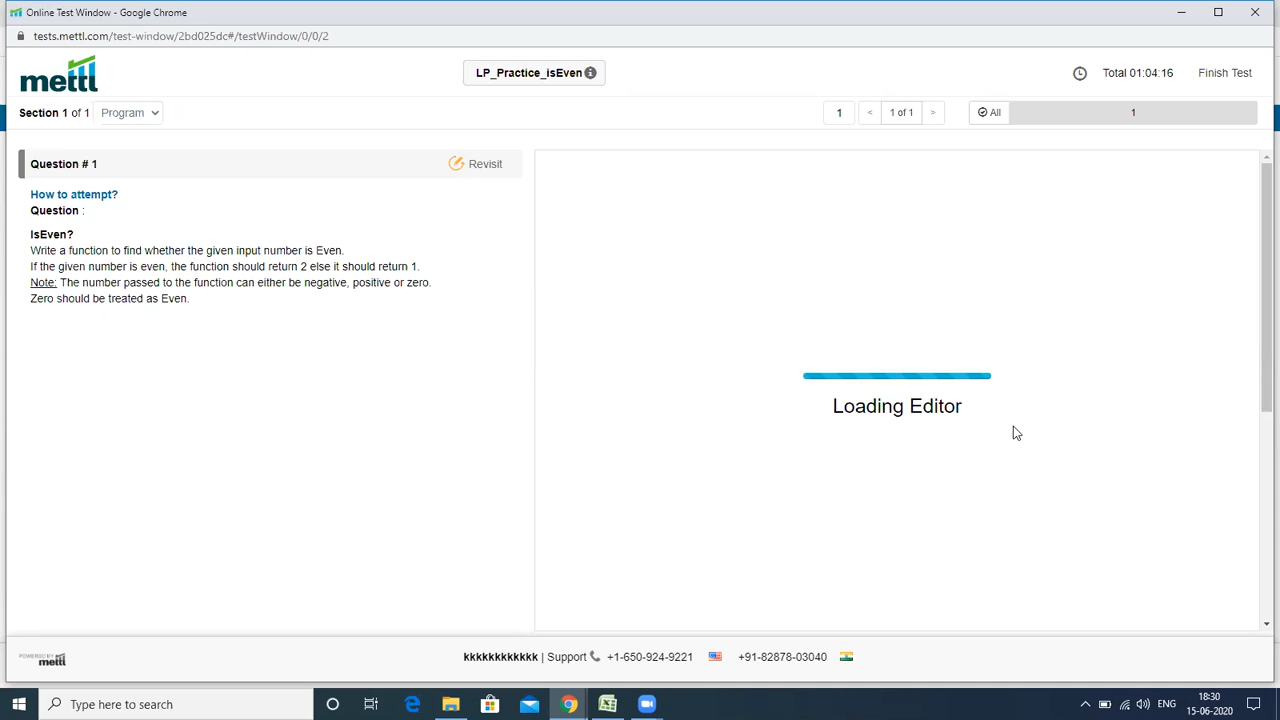 Online Test Window - Google Chrome
tests.mettl.com/test-window/2bd025dc#/testWindow/0/0/2
mettl
LP_Practice_isEven
Total 01:04:16
Finish Test
Section 1 of 1 Program
1 < 1 of 1 > All 1
Question # 1
Revisit
How to attempt?
Question :
IsEven?
Write a function to find whether the given input number is Even.
If the given number is even, the function should return 2 else it should return 1.
Note: The number passed to the function can either be negative, positive or zero.
Zero should be treated as Even.
Loading Editor
POWERED BY
mettl
kkkkkkkkkkkk | Support +1-650-924-9221 +91-82878-03040
Type here to search
ENG
18:30
15-06-2020